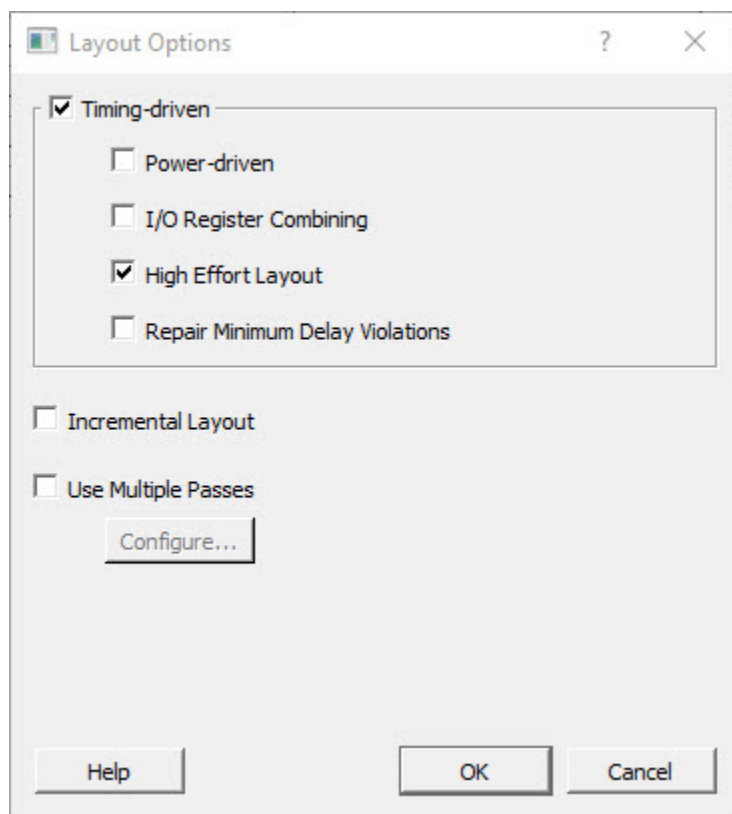 Layout Options
Timing-driven
Power-driven
I/O Register Combining
High Effort Layout
Repair Minimum Delay Violations
Incremental Layout
Use Multiple Passes
Configure...
Help OK Cancel